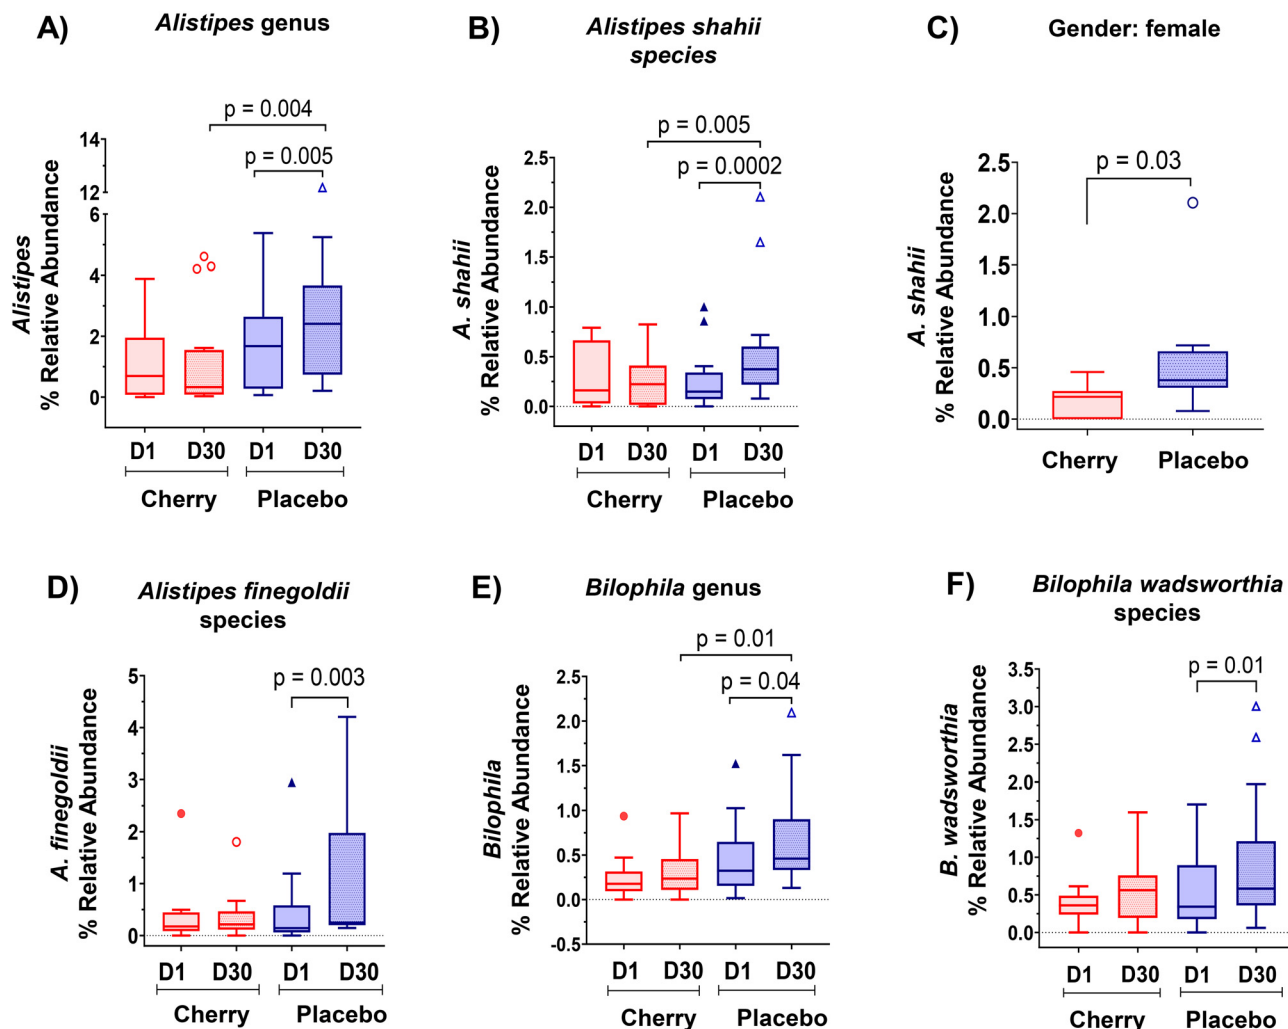 A)
Alistipes genus
p = 0.004
p = 0.005
14
12
6
4
2
0
Alistipes
% Relative Abundance
D1 D30 D1 D30
Cherry Placebo
B)
Alistipes shahii
species
p = 0.005
p = 0.0002
2.5
2.0
1.5
1.0
0.5
0.0
A. shahii
% Relative Abundance
D1 D30 D1 D30
Cherry Placebo
C)
Gender: female
p = 0.03
2.5
2.0
1.5
1.0
0.5
0.0
A. shahii
% Relative Abundance
Cherry Placebo
D)
Alistipes finegoldii
species
p = 0.003
5
4
3
2
1
0
A. finegoldii
% Relative Abundance
D1 D30 D1 D30
Cherry Placebo
E)
Bilophila genus
p = 0.01
p = 0.04
2.5
2.0
1.5
1.0
0.5
0.0
-0.5
Bilophila
% Relative Abundance
D1 D30 D1 D30
Cherry Placebo
F)
Bilophila wadsworthia
species
p = 0.01
3.5
3.0
2.5
2.0
1.5
1.0
0.5
0.0
B. wadsworthia
% Relative Abundance
D1 D30 D1 D30
Cherry Placebo